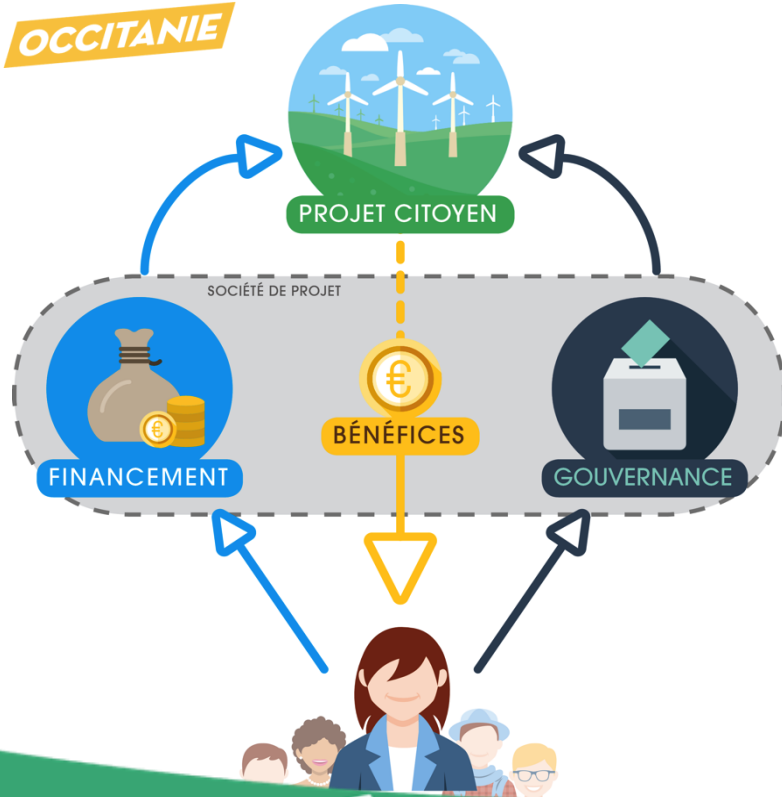 OCCITANIE
PROJET CITOYEN
SOCIÉTÉ DE PROJET
FINANCEMENT
BÉNÉFICES
GOUVERNANCE